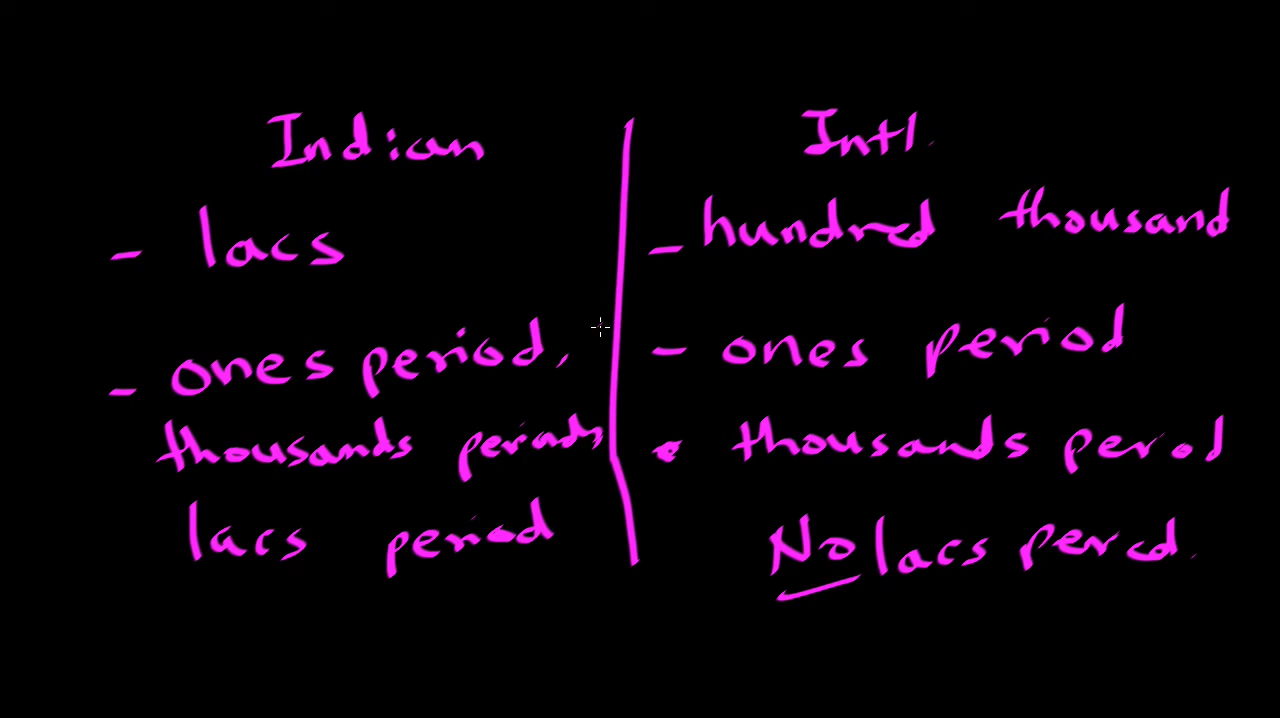 Indian
- lacs
- ones period,
thousands periods
lacs period
Intl.
- hundred thousand
- ones period
- thousands perod
No lacs perod.